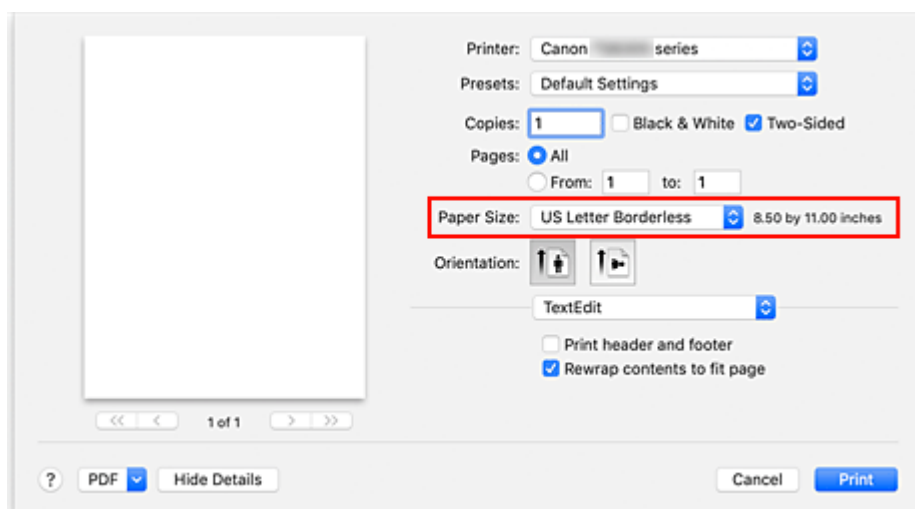 Printer: Canon series
Presets: Default Settings
Copies: 1 Black & White Two-Sided
Pages: All
From: 1 to: 1
Paper Size: US Letter Borderless 8.50 by 11.00 inches
Orientation:
TextEdit
Print header and footer
Rewrap contents to fit page
<< < 1 of 1 > >>
? PDF Hide Details Cancel Print